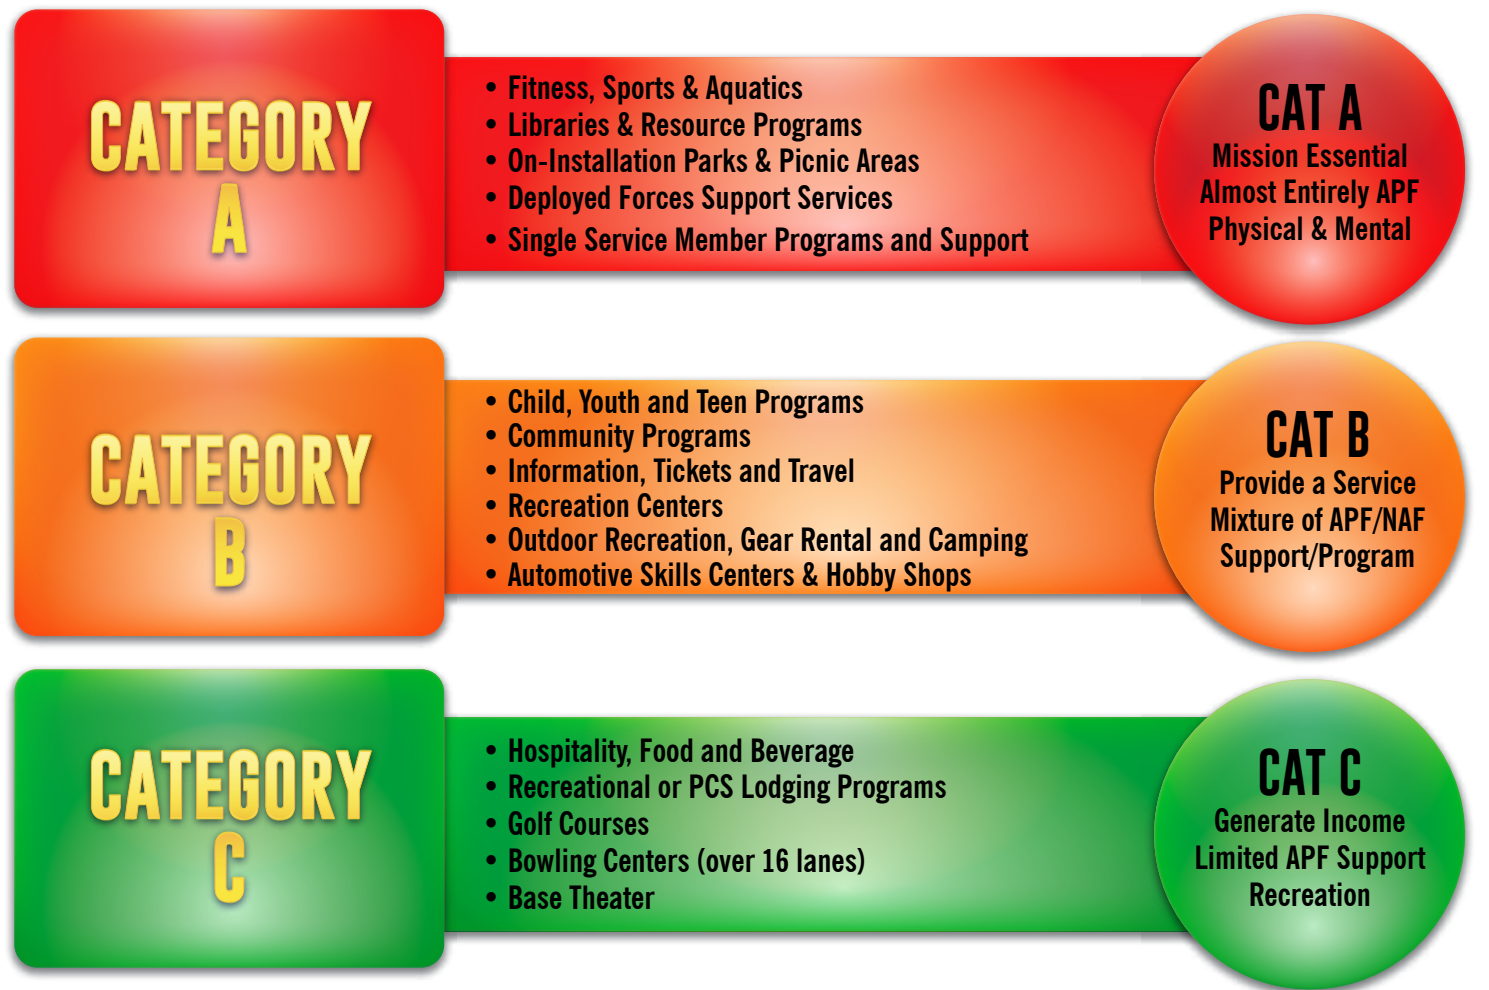 CATEGORY
A
• Fitness, Sports & Aquatics
• Libraries & Resource Programs
• On-Installation Parks & Picnic Areas
• Deployed Forces Support Services
• Single Service Member Programs and Support
CAT A
Mission Essential
Almost Entirely APF
Physical & Mental
CATEGORY
B
• Child, Youth and Teen Programs
• Community Programs
• Information, Tickets and Travel
• Recreation Centers
• Outdoor Recreation, Gear Rental and Camping
• Automotive Skills Centers & Hobby Shops
CAT B
Provide a Service
Mixture of APF/NAF
Support/Program
CATEGORY
C
• Hospitality, Food and Beverage
• Recreational or PCS Lodging Programs
• Golf Courses
• Bowling Centers (over 16 lanes)
• Base Theater
CAT C
Generate Income
Limited APF Support
Recreation